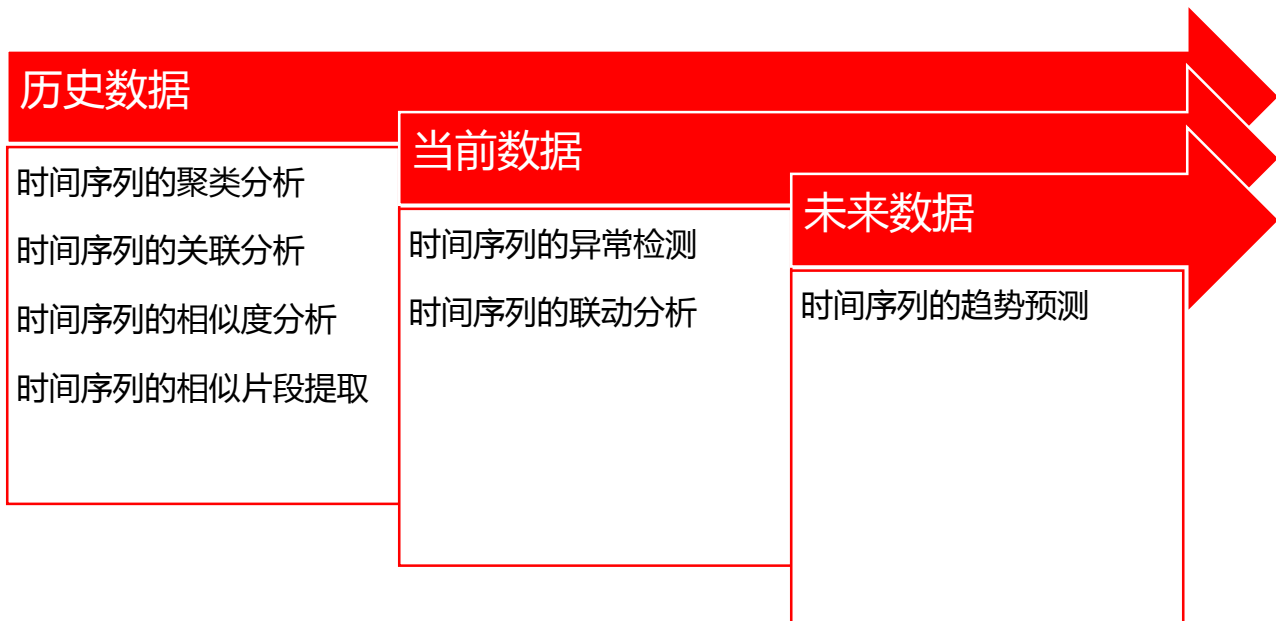 历史数据
时间序列的聚类分析
时间序列的关联分析
时间序列的相似度分析
时间序列的相似片段提取
当前数据
时间序列的异常检测
时间序列的联动分析
未来数据
时间序列的趋势预测